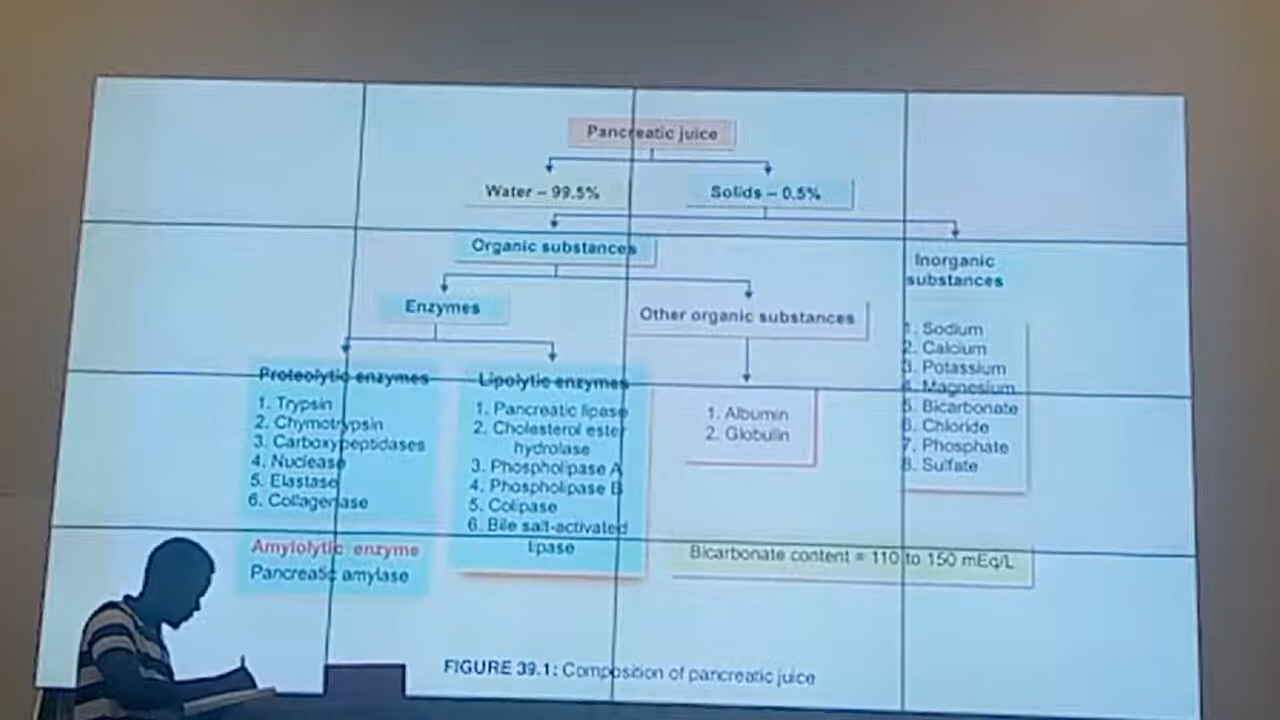 Pancreatic juice
Water – 99.5%
Solids – 0.5%
Organic substances
Inorganic
substances
Enzymes
Other organic substances
Proteolytic enzymes
1. Trypsin
2. Chymotrypsin
3. Carboxypeptidases
4. Nuclease
5. Elastase
6. Collagenase
Amylolytic enzyme
Pancreatic amylase
Lipolytic enzymes
1. Pancreatic lipase
2. Cholesterol ester
hydrolase
3. Phospholipase A
4. Phospholipase B
5. Colipase
6. Bile salt-activated
lipase
1. Albumin
2. Globulin
1. Sodium
2. Calcium
3. Potassium
4. Magnesium
5. Bicarbonate
6. Chloride
7. Phosphate
8. Sulfate
Bicarbonate content = 110 to 150 mEq/L
FIGURE 39.1: Composition of pancreatic juice